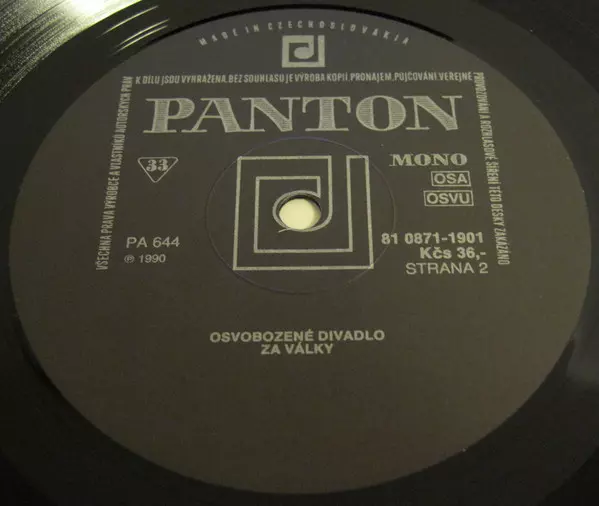 MADE IN CZECHOSLOVAKIA
VŠECHNA PRÁVA VÝROBCE A VLASTNÍKŮ AUTORSKÝCH PRÁV
K DÍLU JSOU VYHRAŽENA. BEZ SOUHLASU JE VÝROBA KOPIÍ, PRONÁJEM, PŮJČOVÁNÍ, VEŘEJNÉ
PROVOZOVÁNÍ A ROZHLASOVÉ ŠÍŘENÍ TÉTO DESKY ZAKÁZÁNO
PANTON
33
MONO
OSA
OSVU
PA 644
℗ 1990
81 0871-1901
Kčs 36,-
STRANA 2
OSVOBOZENÉ DIVADLO
ZA VÁLKY